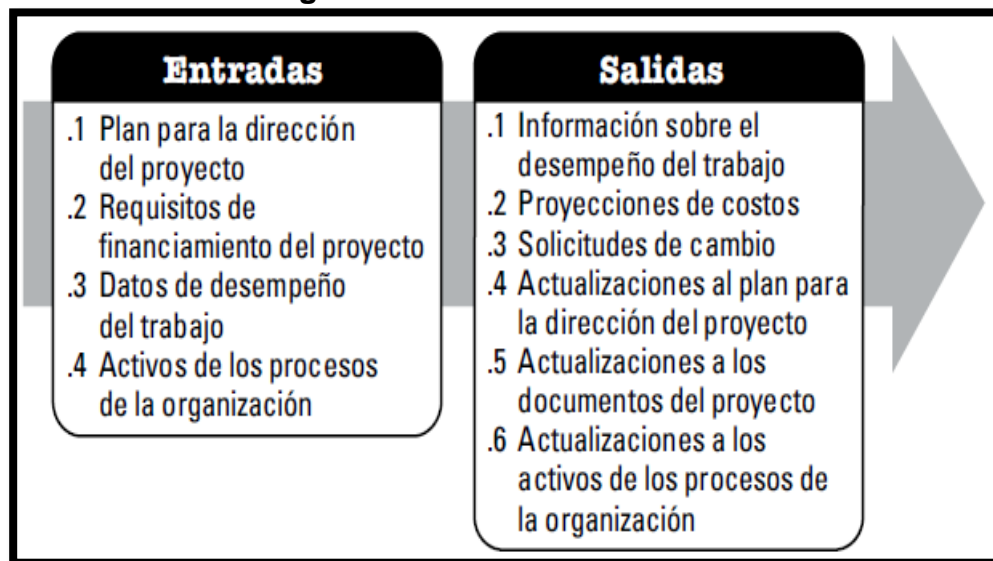 Entradas
.1 Plan para la dirección
del proyecto
.2 Requisitos de
financiamiento del proyecto
.3 Datos de desempeño
del trabajo
.4 Activos de los procesos
de la organización
Salidas
.1 Información sobre el
desempeño del trabajo
.2 Proyecciones de costos
.3 Solicitudes de cambio
.4 Actualizaciones al plan para
la dirección del proyecto
.5 Actualizaciones a los
documentos del proyecto
.6 Actualizaciones a los
activos de los procesos de
la organización